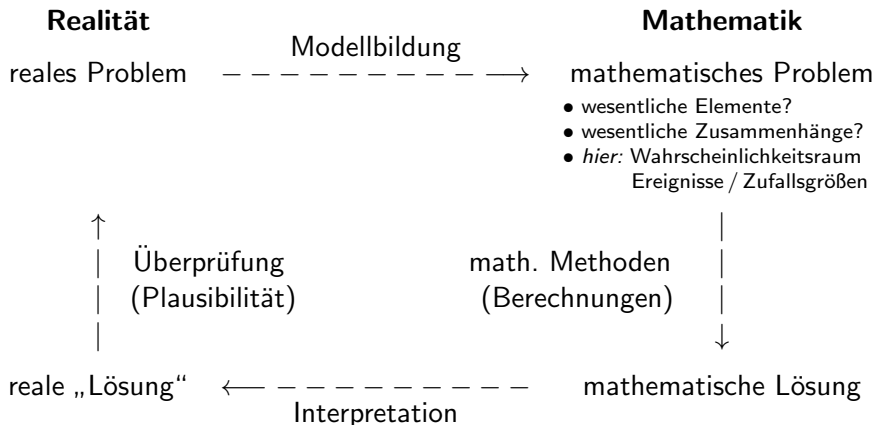 Realität
Mathematik
Modellbildung
reales Problem
mathematisches Problem
• wesentliche Elemente?
• wesentliche Zusammenhänge?
• hier: Wahrscheinlichkeitsraum
Ereignisse / Zufallsgrößen
Überprüfung
(Plausibilität)
math. Methoden
(Berechnungen)
reale „Lösung“
mathematische Lösung
Interpretation